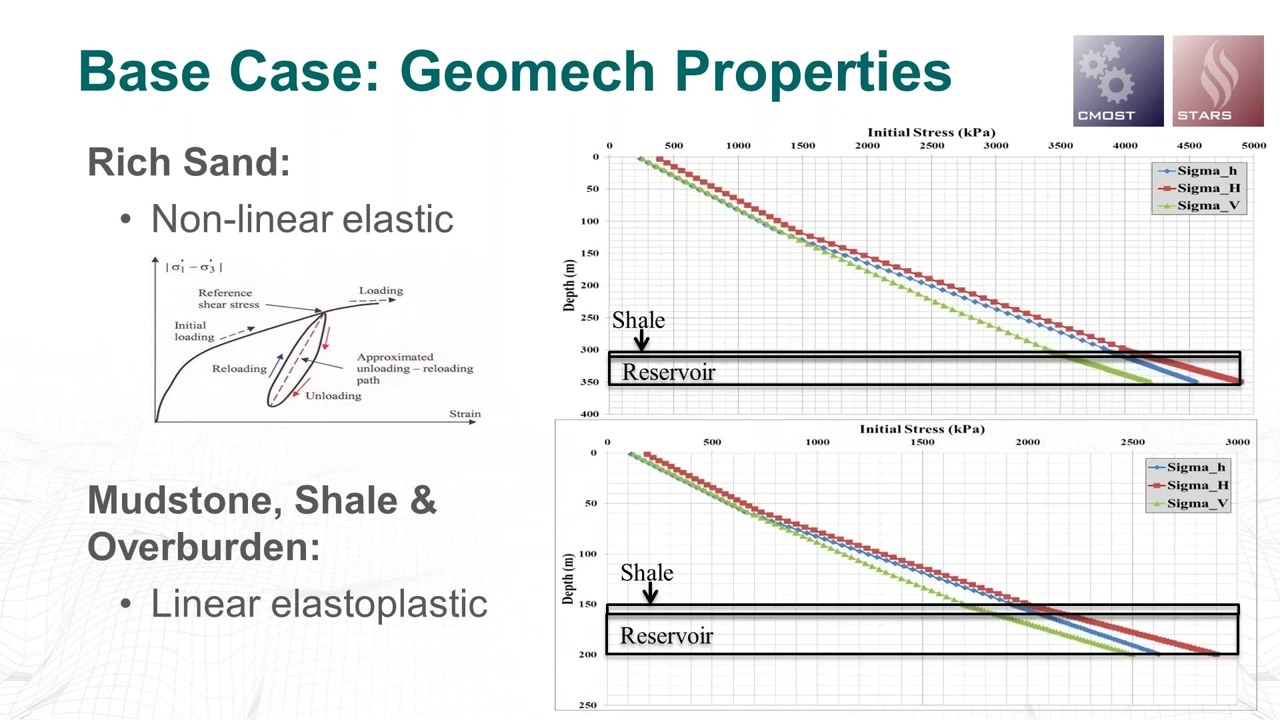 Base Case: Geomech Properties
CMOST
STARS
Rich Sand:
• Non-linear elastic
| σ₁' − σ₃' |
Reference
shear stress
Loading
Initial
loading
Reloading
Approximated
unloading – reloading
path
Unloading
Strain
Mudstone, Shale &
Overburden:
• Linear elastoplastic
Initial Stress (kPa)
0 500 1000 1500 2000 2500 3000 3500 4000 4500 5000
0
50
100
150
200
250
300
350
400
Depth (m)
Sigma_h
Sigma_H
Sigma_V
Shale
Reservoir
Initial Stress (kPa)
0 500 1000 1500 2000 2500 3000
0
50
100
150
200
250
Depth (m)
Sigma_h
Sigma_H
Sigma_V
Shale
Reservoir